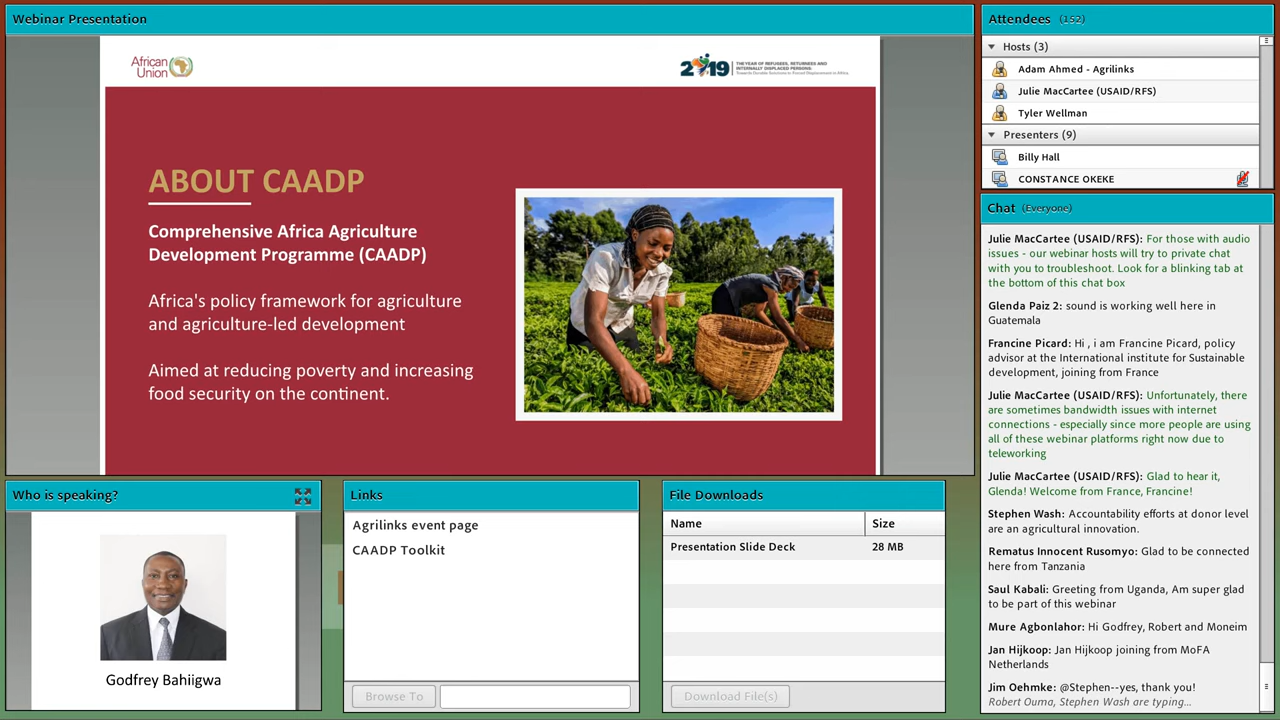 Webinar Presentation
African
Union
2019
THE YEAR OF REFUGEES, RETURNEES AND
INTERNALLY DISPLACED PERSONS:
Towards Durable Solutions to Forced Displacement in Africa.
ABOUT CAADP
Comprehensive Africa Agriculture
Development Programme (CAADP)
Africa's policy framework for agriculture
and agriculture-led development
Aimed at reducing poverty and increasing
food security on the continent.
Who is speaking?
Godfrey Bahiigwa
Links
Agrilinks event page
CAADP Toolkit
Browse To
File Downloads
Name Size
Presentation Slide Deck 28 MB
Download File(s)
Attendees (152)
Hosts (3)
Adam Ahmed - Agrilinks
Julie MacCartee (USAID/RFS)
Tyler Wellman
Presenters (9)
Billy Hall
CONSTANCE OKEKE
Chat (Everyone)
Julie MacCartee (USAID/RFS): For those with audio
issues - our webinar hosts will try to private chat
with you to troubleshoot. Look for a blinking tab at
the bottom of this chat box
Glenda Paiz 2: sound is working well here in
Guatemala
Francine Picard: Hi , i am Francine Picard, policy
advisor at the International institute for Sustainable
development, joining from France
Julie MacCartee (USAID/RFS): Unfortunately, there
are sometimes bandwidth issues with internet
connections - especially since more people are using
all of these webinar platforms right now due to
teleworking
Julie MacCartee (USAID/RFS): Glad to hear it,
Glenda! Welcome from France, Francine!
Stephen Wash: Accountability efforts at donor level
are an agricultural innovation.
Rematus Innocent Rusomyo: Glad to be connected
here from Tanzania
Saul Kabali: Greeting from Uganda, Am super glad
to be part of this webinar
Mure Agbonlahor: Hi Godfrey, Robert and Moneim
Jan Hijkoop: Jan Hijkoop joining from MoFA
Netherlands
Jim Oehmke: @Stephen--yes, thank you!
Robert Ouma, Stephen Wash are typing...